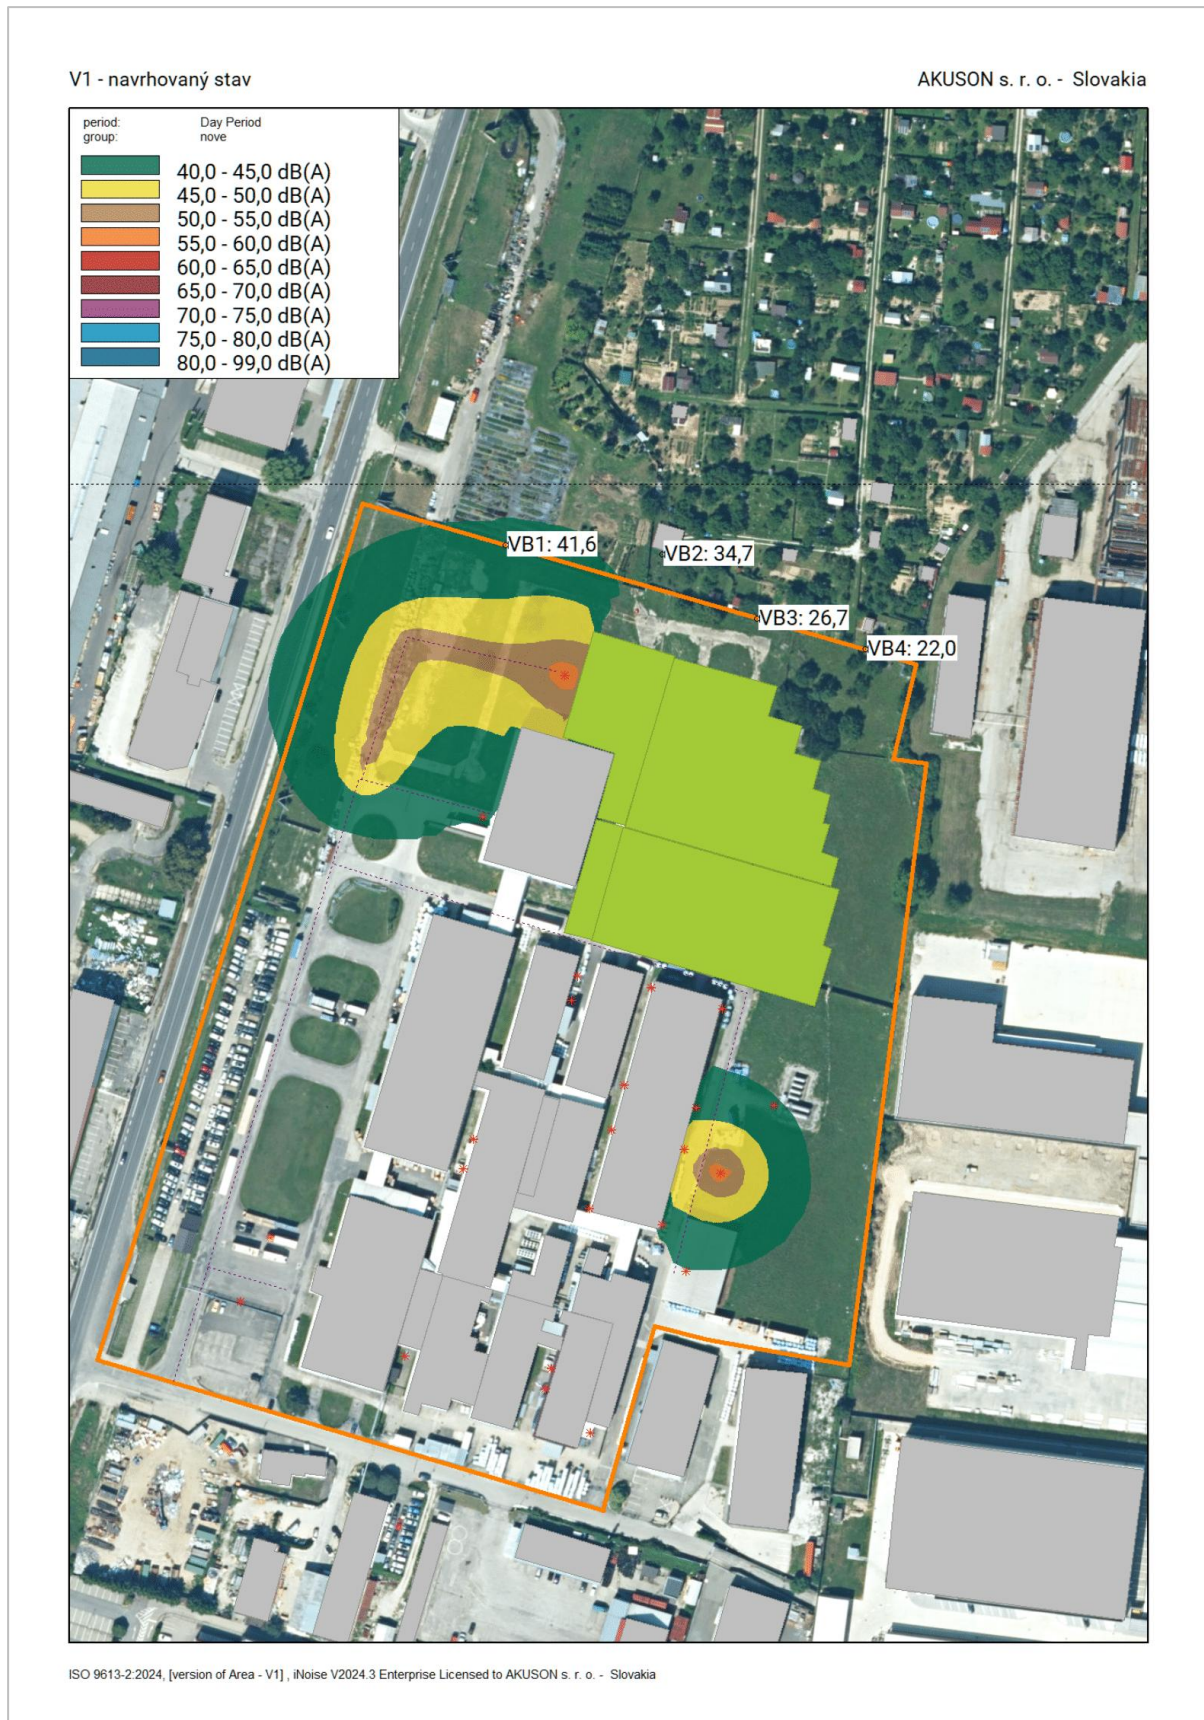 V1 - navrhovaný stav
AKUSON s. r. o. - Slovakia
period: Day Period
group: nove
40,0 - 45,0 dB(A)
45,0 - 50,0 dB(A)
50,0 - 55,0 dB(A)
55,0 - 60,0 dB(A)
60,0 - 65,0 dB(A)
65,0 - 70,0 dB(A)
70,0 - 75,0 dB(A)
75,0 - 80,0 dB(A)
80,0 - 99,0 dB(A)
VB1: 41,6
VB2: 34,7
VB3: 26,7
VB4: 22,0
ISO 9613-2:2024, [version of Area - V1] , iNoise V2024.3 Enterprise Licensed to AKUSON s. r. o. - Slovakia